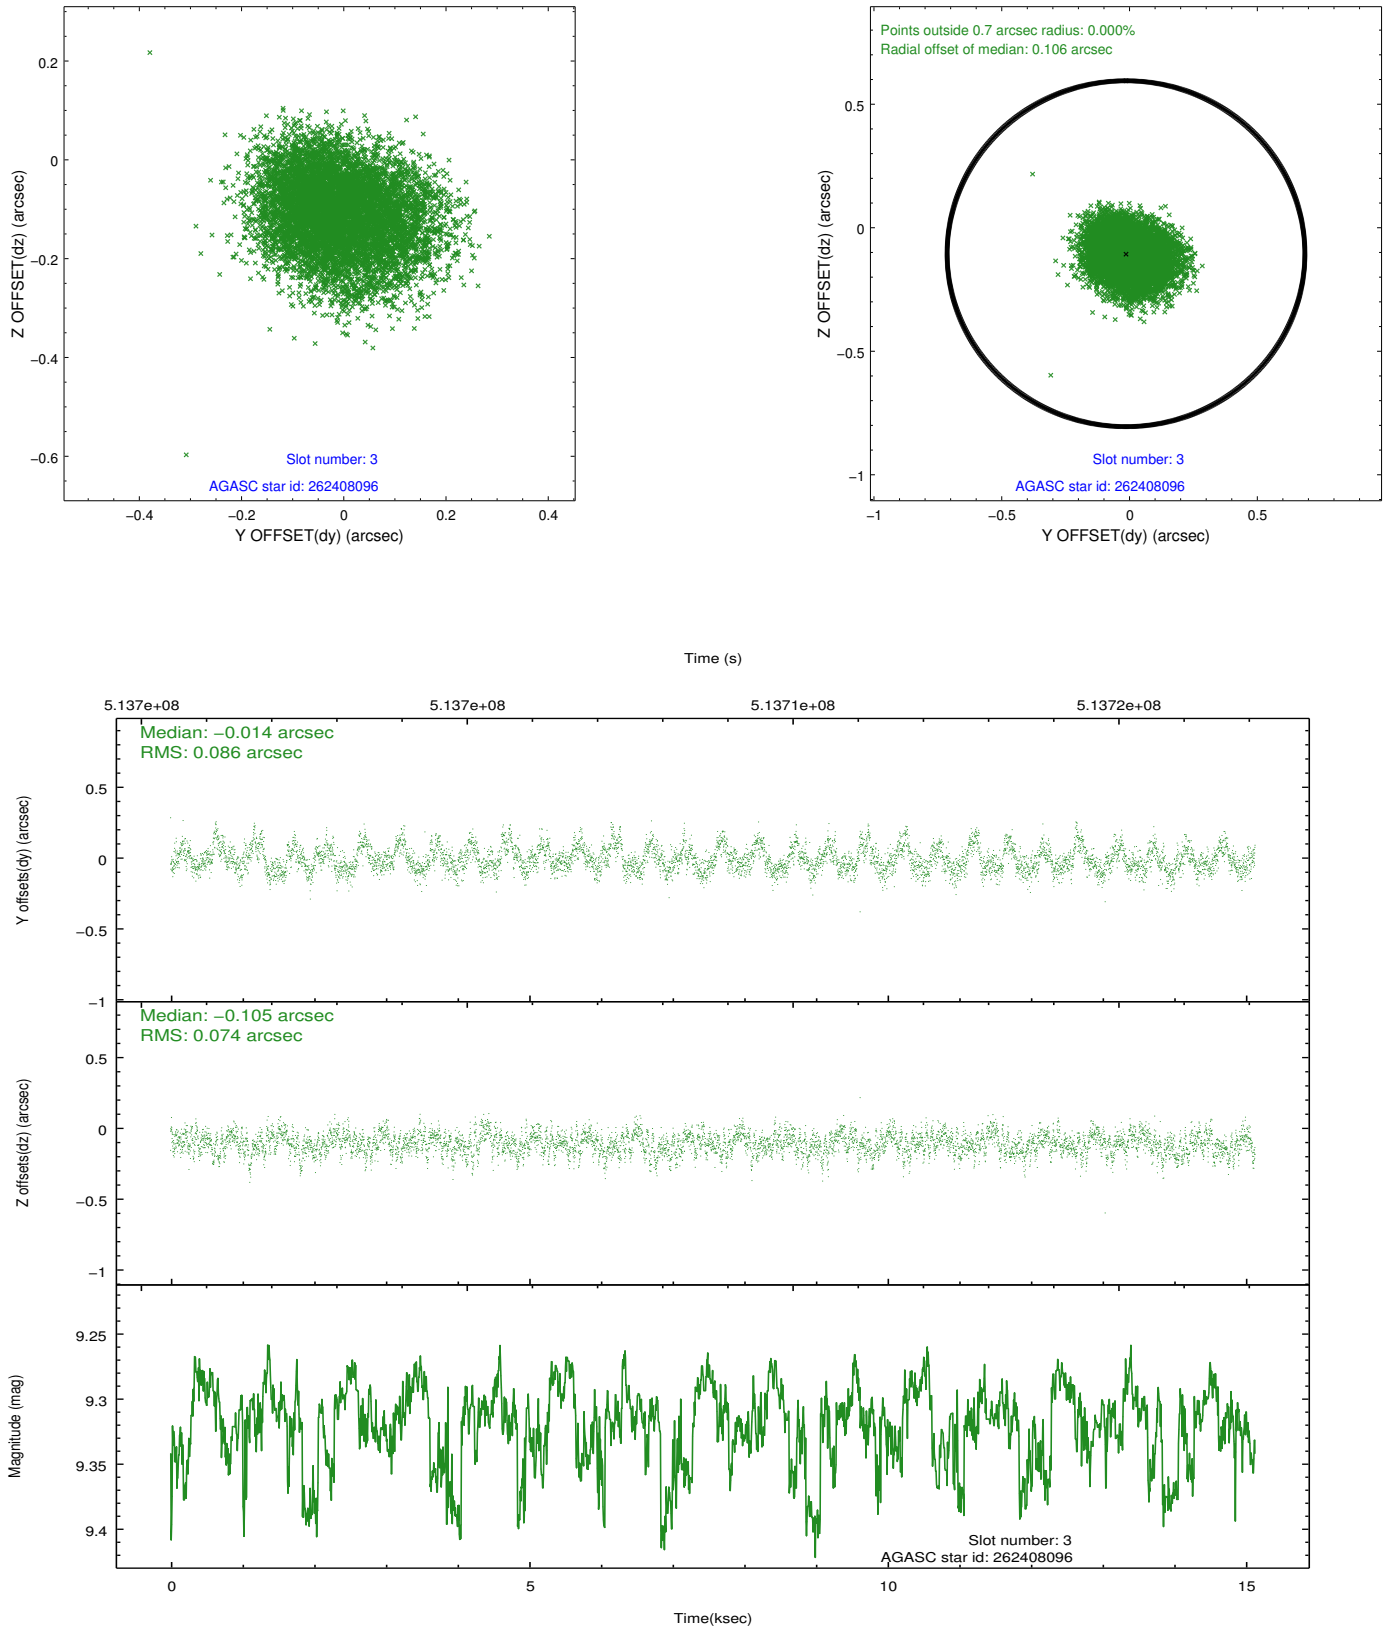 0.2
0
−0.2
−0.4
−0.6
Z OFFSET(dz) (arcsec)
Slot number: 3
AGASC star id: 262408096
−0.4
−0.2
0
0.2
0.4
Y OFFSET(dy) (arcsec)
Points outside 0.7 arcsec radius: 0.000%
Radial offset of median: 0.106 arcsec
0.5
0
−0.5
−1
Z OFFSET(dz) (arcsec)
Slot number: 3
AGASC star id: 262408096
−1
−0.5
0
0.5
Y OFFSET(dy) (arcsec)
Time (s)
5.137e+08
5.137e+08
5.1371e+08
5.1372e+08
Median: −0.014 arcsec
RMS: 0.086 arcsec
0.5
0
−0.5
−1
Y offsets(dy) (arcsec)
Median: −0.105 arcsec
RMS: 0.074 arcsec
0.5
0
−0.5
−1
Z offsets(dz) (arcsec)
9.25
9.3
9.35
9.4
Magnitude (mag)
Slot number: 3
AGASC star id: 262408096
0
5
10
15
Time(ksec)